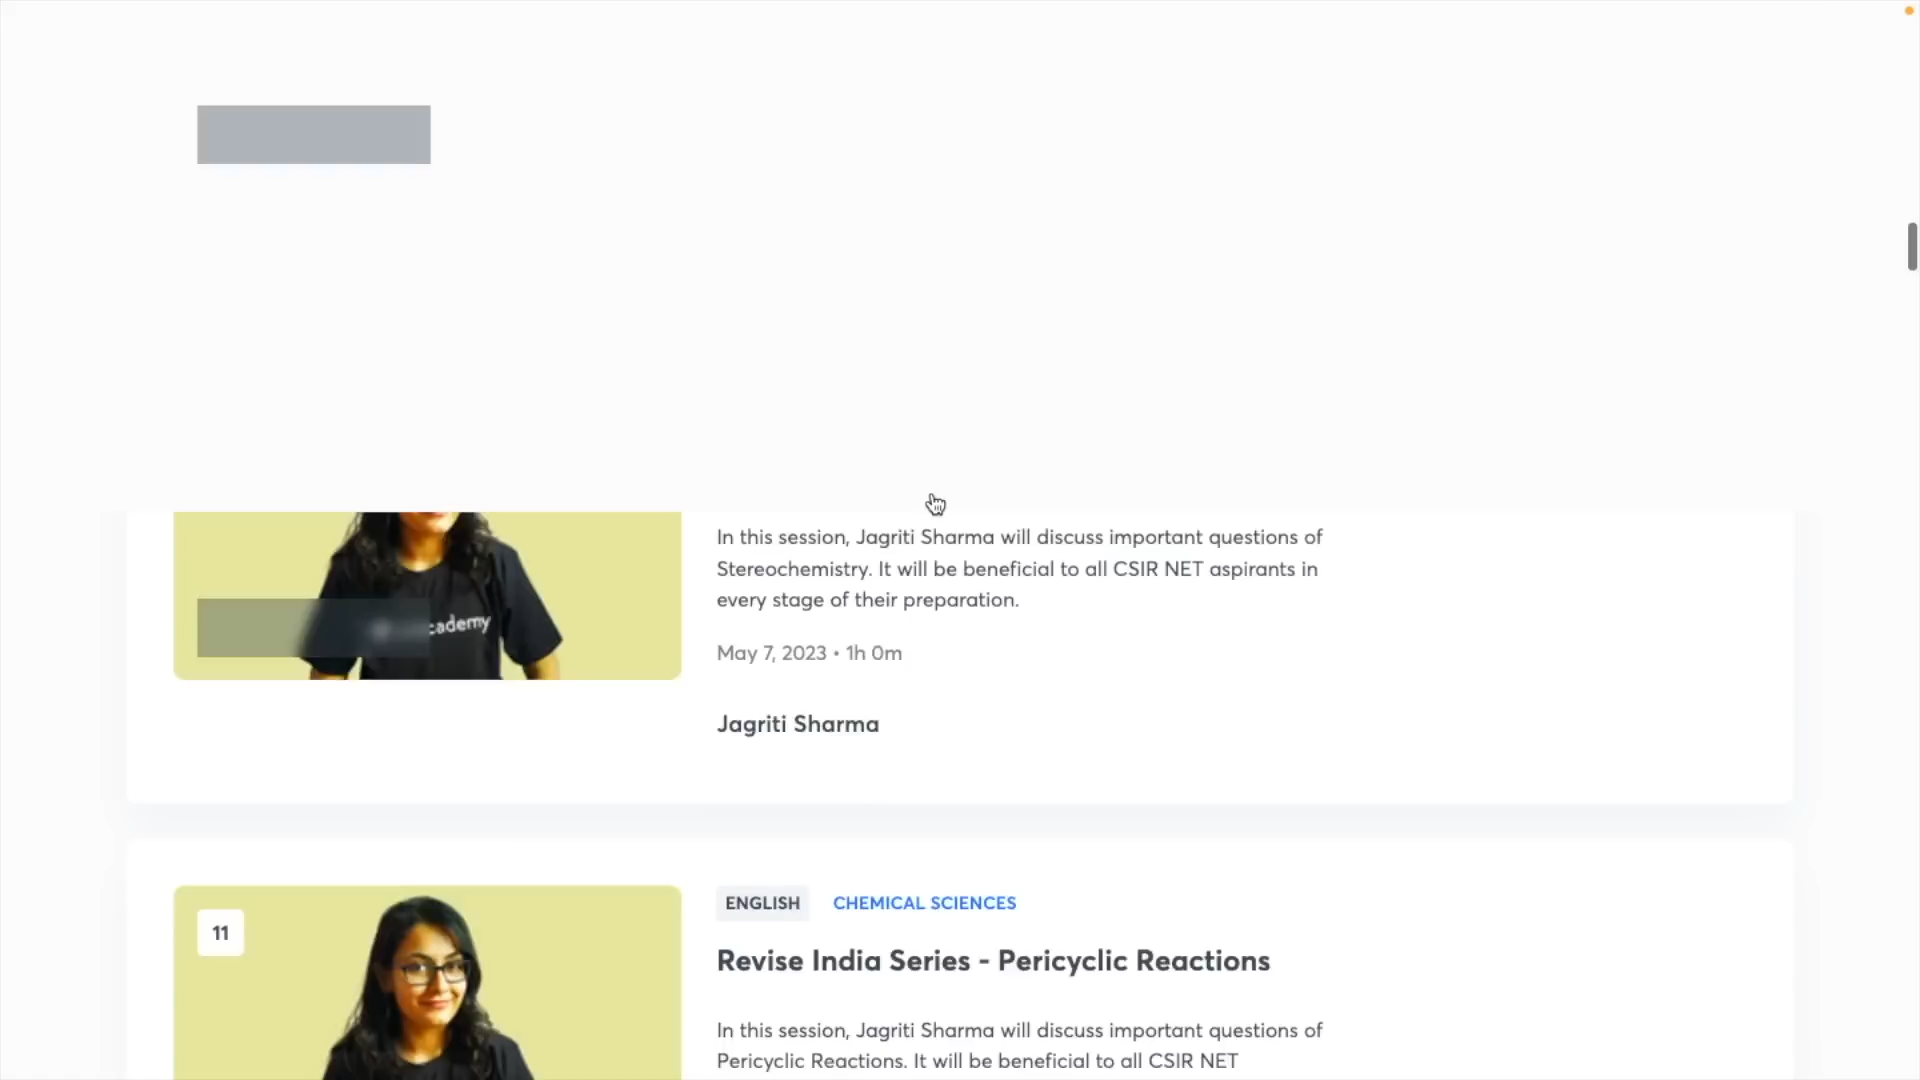 In this session, Jagriti Sharma will discuss important questions of
Stereochemistry. It will be beneficial to all CSIR NET aspirants in
every stage of their preparation.
cademy
May 7, 2023 • 1h 0m
Jagriti Sharma
11
ENGLISH CHEMICAL SCIENCES
Revise India Series - Pericyclic Reactions
In this session, Jagriti Sharma will discuss important questions of
Pericyclic Reactions. It will be beneficial to all CSIR NET